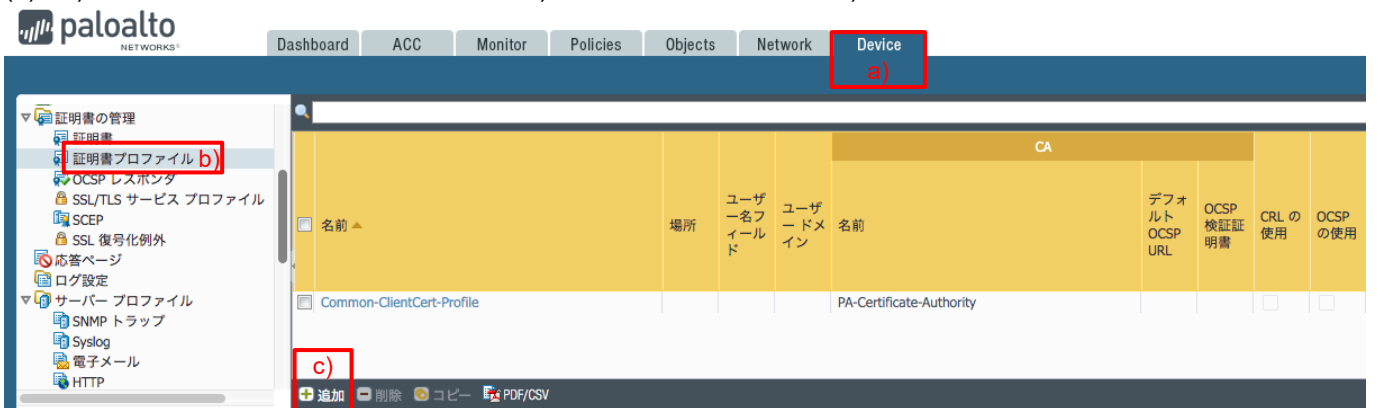 paloalto
NETWORKS®
Dashboard ACC Monitor Policies Objects Network Device
a)
証明書の管理
証明書
証明書プロファイル b)
OCSP レスポンダ
SSL/TLS サービス プロファイル
SCEP
SSL 復号化例外
応答ページ
ログ設定
サーバー プロファイル
SNMP トラップ
Syslog
電子メール
HTTP
CA
名前
場所
ユーザ
ー名フ
ィール
ド
ユーザ
ー ドメ
イン
名前
デフォ
ルト
OCSP
URL
OCSP
検証証
明書
CRL の
使用
OCSP
の使用
Common-ClientCert-Profile PA-Certificate-Authority
c)
追加 削除 コピー PDF/CSV